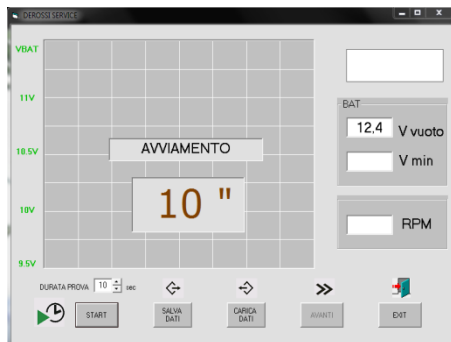 DEROSSI SERVICE
VBAT
11V
10.5V
10V
9.5V
AVVIAMENTO
10 "
BAT
12,4 V vuoto
V min
RPM
DURATA PROVA 10 sec
START
SALVA
DATI
CARICA
DATI
AVANTI
EXIT